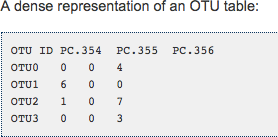 A dense representation of an OTU table:
OTU ID PC.354 PC.355 PC.356
OTU0 0 0 4
OTU1 6 0 0
OTU2 1 0 7
OTU3 0 0 3